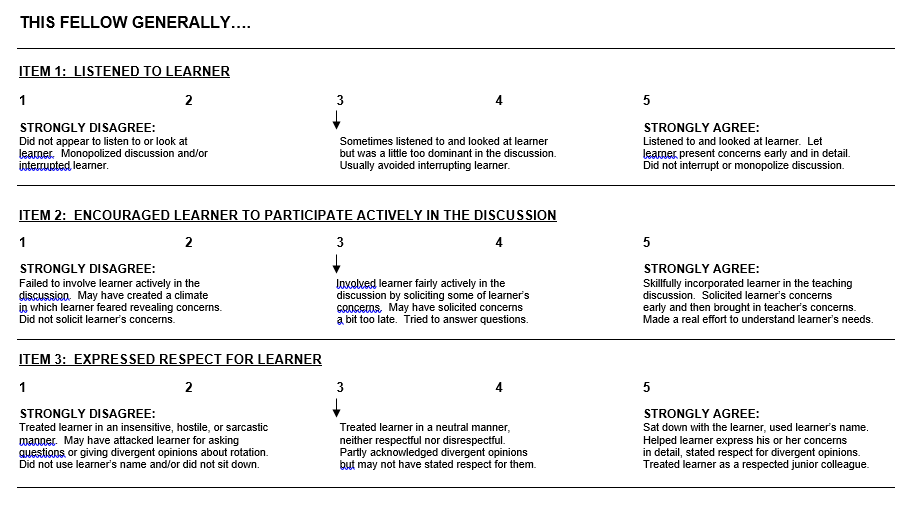 THIS FELLOW GENERALLY….
ITEM 1:  LISTENED TO LEARNER
1 2 3 4 5
STRONGLY DISAGREE:
Did not appear to listen to or look at
learner.  Monopolized discussion and/or
interrupted learner.
Sometimes listened to and looked at learner
but was a little too dominant in the discussion.
Usually avoided interrupting learner.
STRONGLY AGREE:
Listened to and looked at learner.  Let
learner present concerns early and in detail.
Did not interrupt or monopolize discussion.
ITEM 2:  ENCOURAGED LEARNER TO PARTICIPATE ACTIVELY IN THE DISCUSSION
1 2 3 4 5
STRONGLY DISAGREE:
Failed to involve learner actively in the
discussion.  May have created a climate
in which learner feared revealing concerns.
Did not solicit learner's concerns.
Involved learner fairly actively in the
discussion by soliciting some of learner's
concerns.  May have solicited concerns
a bit too late.  Tried to answer questions.
STRONGLY AGREE:
Skillfully incorporated learner in the teaching
discussion.  Solicited learner's concerns
early and then brought in teacher's concerns.
Made a real effort to understand learner's needs.
ITEM 3:  EXPRESSED RESPECT FOR LEARNER
1 2 3 4 5
STRONGLY DISAGREE:
Treated learner in an insensitive, hostile, or sarcastic
manner.  May have attacked learner for asking
questions or giving divergent opinions about rotation.
Did not use learner's name and/or did not sit down.
Treated learner in a neutral manner,
neither respectful nor disrespectful.
Partly acknowledged divergent opinions
but may not have stated respect for them.
STRONGLY AGREE:
Sat down with the learner, used learner's name.
Helped learner express his or her concerns
in detail, stated respect for divergent opinions.
Treated learner as a respected junior colleague.